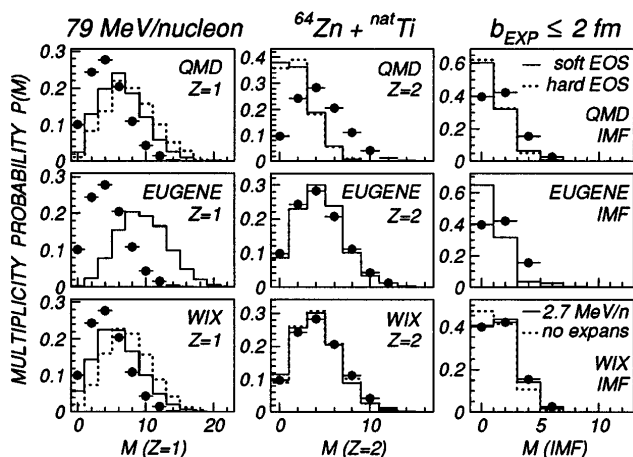 79 MeV/nucleon
⁶⁴Zn + ⁿᵃᵗTi
b_EXP ≤ 2 fm
MULTIPLICITY PROBABILITY P(M)
0.3
0.2
0.1
0
QMD
Z=1
0.4
0.3
0.2
0.1
0
QMD
Z=2
0.6
0.4
0.2
0
soft EOS
hard EOS
QMD
IMF
0.3
0.2
0.1
0
EUGENE
Z=1
0.3
0.2
0.1
0
EUGENE
Z=2
0.6
0.4
0.2
0
EUGENE
IMF
0.3
0.2
0.1
0
WIX
Z=1
0.3
0.2
0.1
0
WIX
Z=2
0.4
0.2
0
2.7 MeV/n
no expans
WIX
IMF
0 10 20
0 5 10 15
0 5 10
M (Z=1)
M (Z=2)
M (IMF)